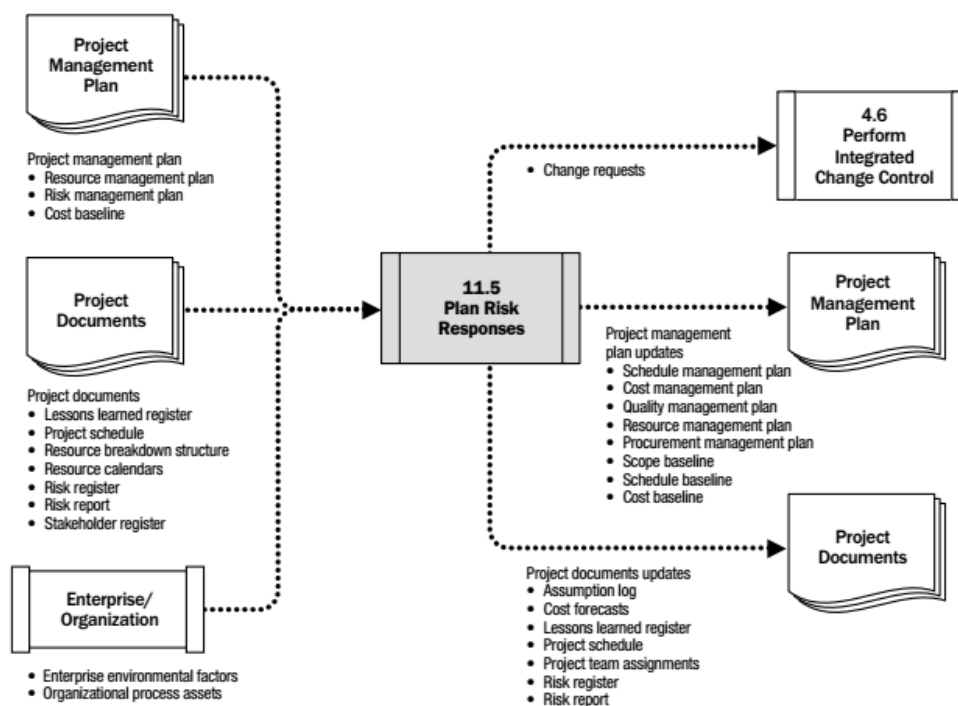 Project
Management
Plan
Project management plan
• Resource management plan
• Risk management plan
• Cost baseline
Project
Documents
Project documents
• Lessons learned register
• Project schedule
• Resource breakdown structure
• Resource calendars
• Risk register
• Risk report
• Stakeholder register
Enterprise/
Organization
• Enterprise environmental factors
• Organizational process assets
11.5
Plan Risk
Responses
• Change requests
4.6
Perform
Integrated
Change Control
Project
Management
Plan
Project management
plan updates
• Schedule management plan
• Cost management plan
• Quality management plan
• Resource management plan
• Procurement management plan
• Scope baseline
• Schedule baseline
• Cost baseline
Project
Documents
Project documents updates
• Assumption log
• Cost forecasts
• Lessons learned register
• Project schedule
• Project team assignments
• Risk register
• Risk report